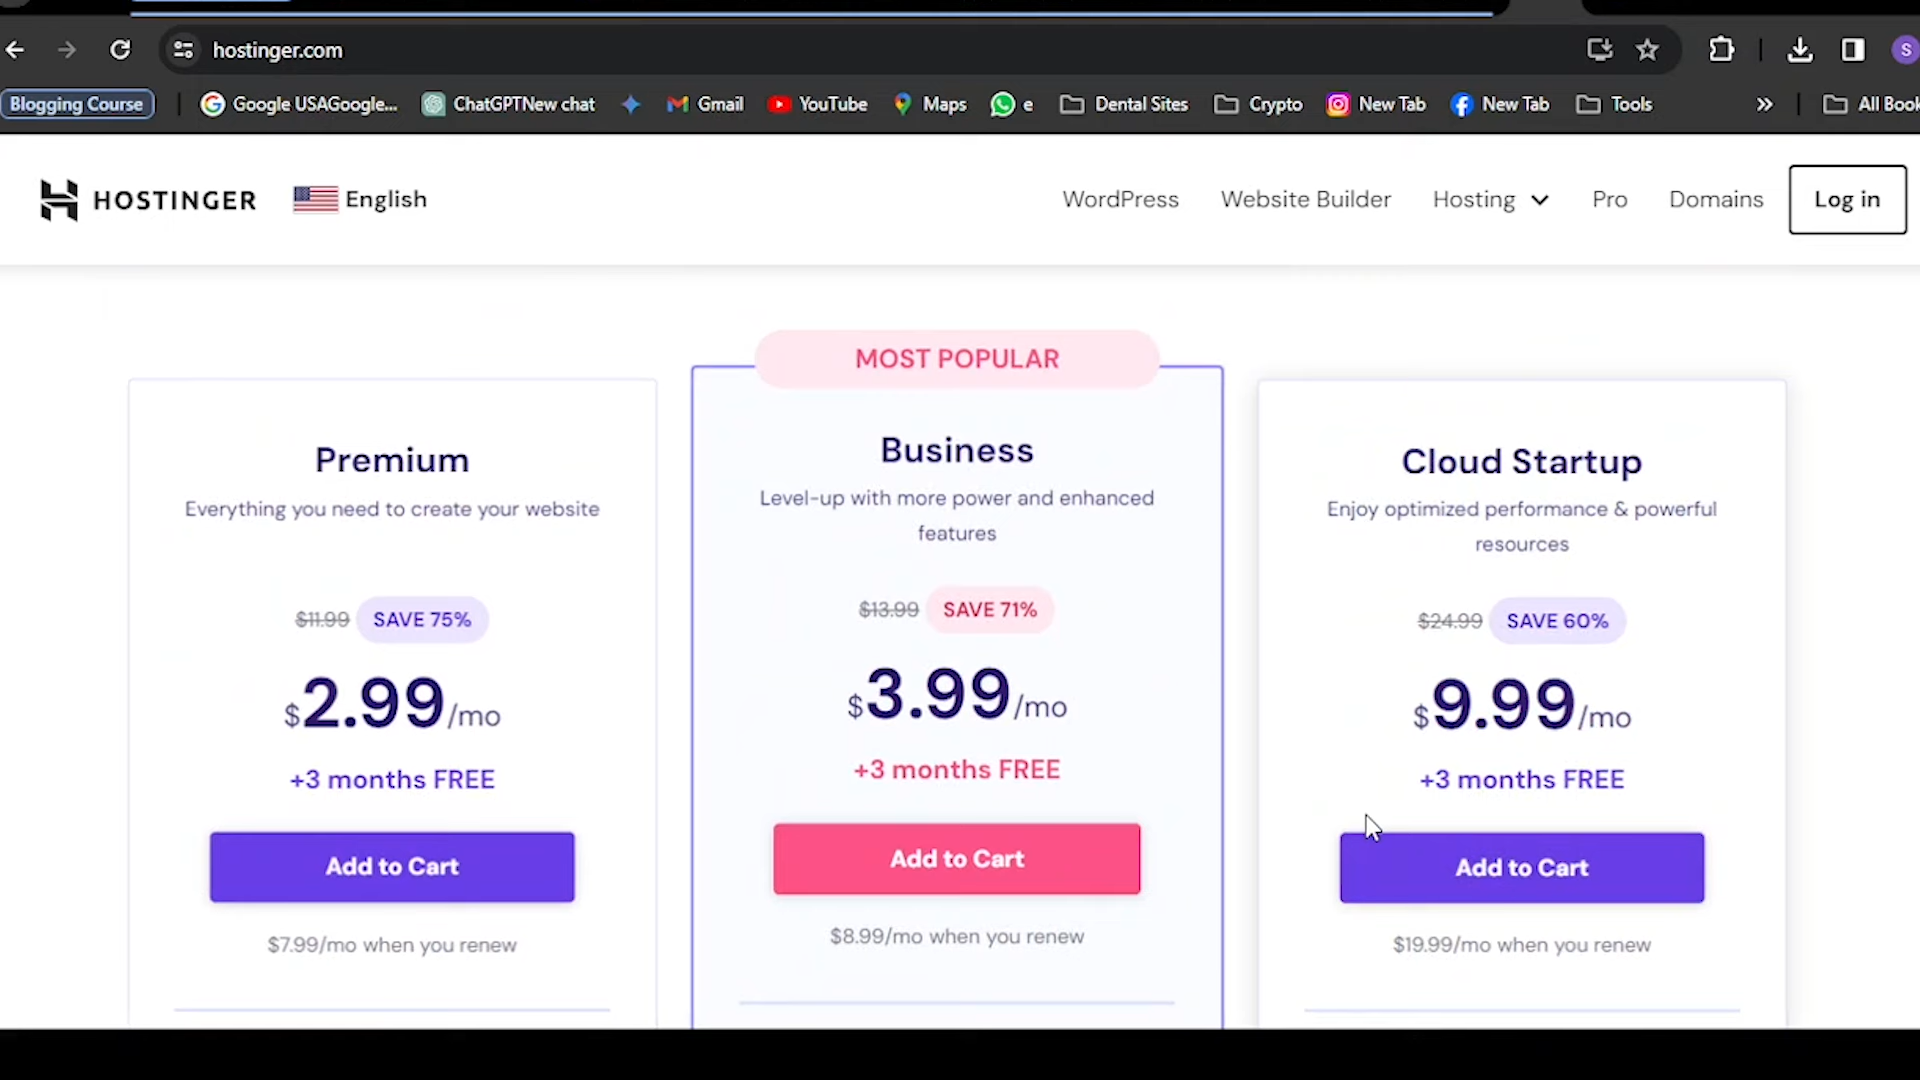 hostinger.com
S
Blogging Course
Google USAGoogle...
ChatGPTNew chat
Gmail
YouTube
Maps
e
Dental Sites
Crypto
New Tab
New Tab
Tools
All Book
HOSTINGER
English
WordPress
Website Builder
Hosting
Pro
Domains
Log in
MOST POPULAR
Premium
Everything you need to create your website
$11.99 SAVE 75%
$2.99/mo
+3 months FREE
Add to Cart
$7.99/mo when you renew
Business
Level-up with more power and enhanced
features
$13.99 SAVE 71%
$3.99/mo
+3 months FREE
Add to Cart
$8.99/mo when you renew
Cloud Startup
Enjoy optimized performance & powerful
resources
$24.99 SAVE 60%
$9.99/mo
+3 months FREE
Add to Cart
$19.99/mo when you renew